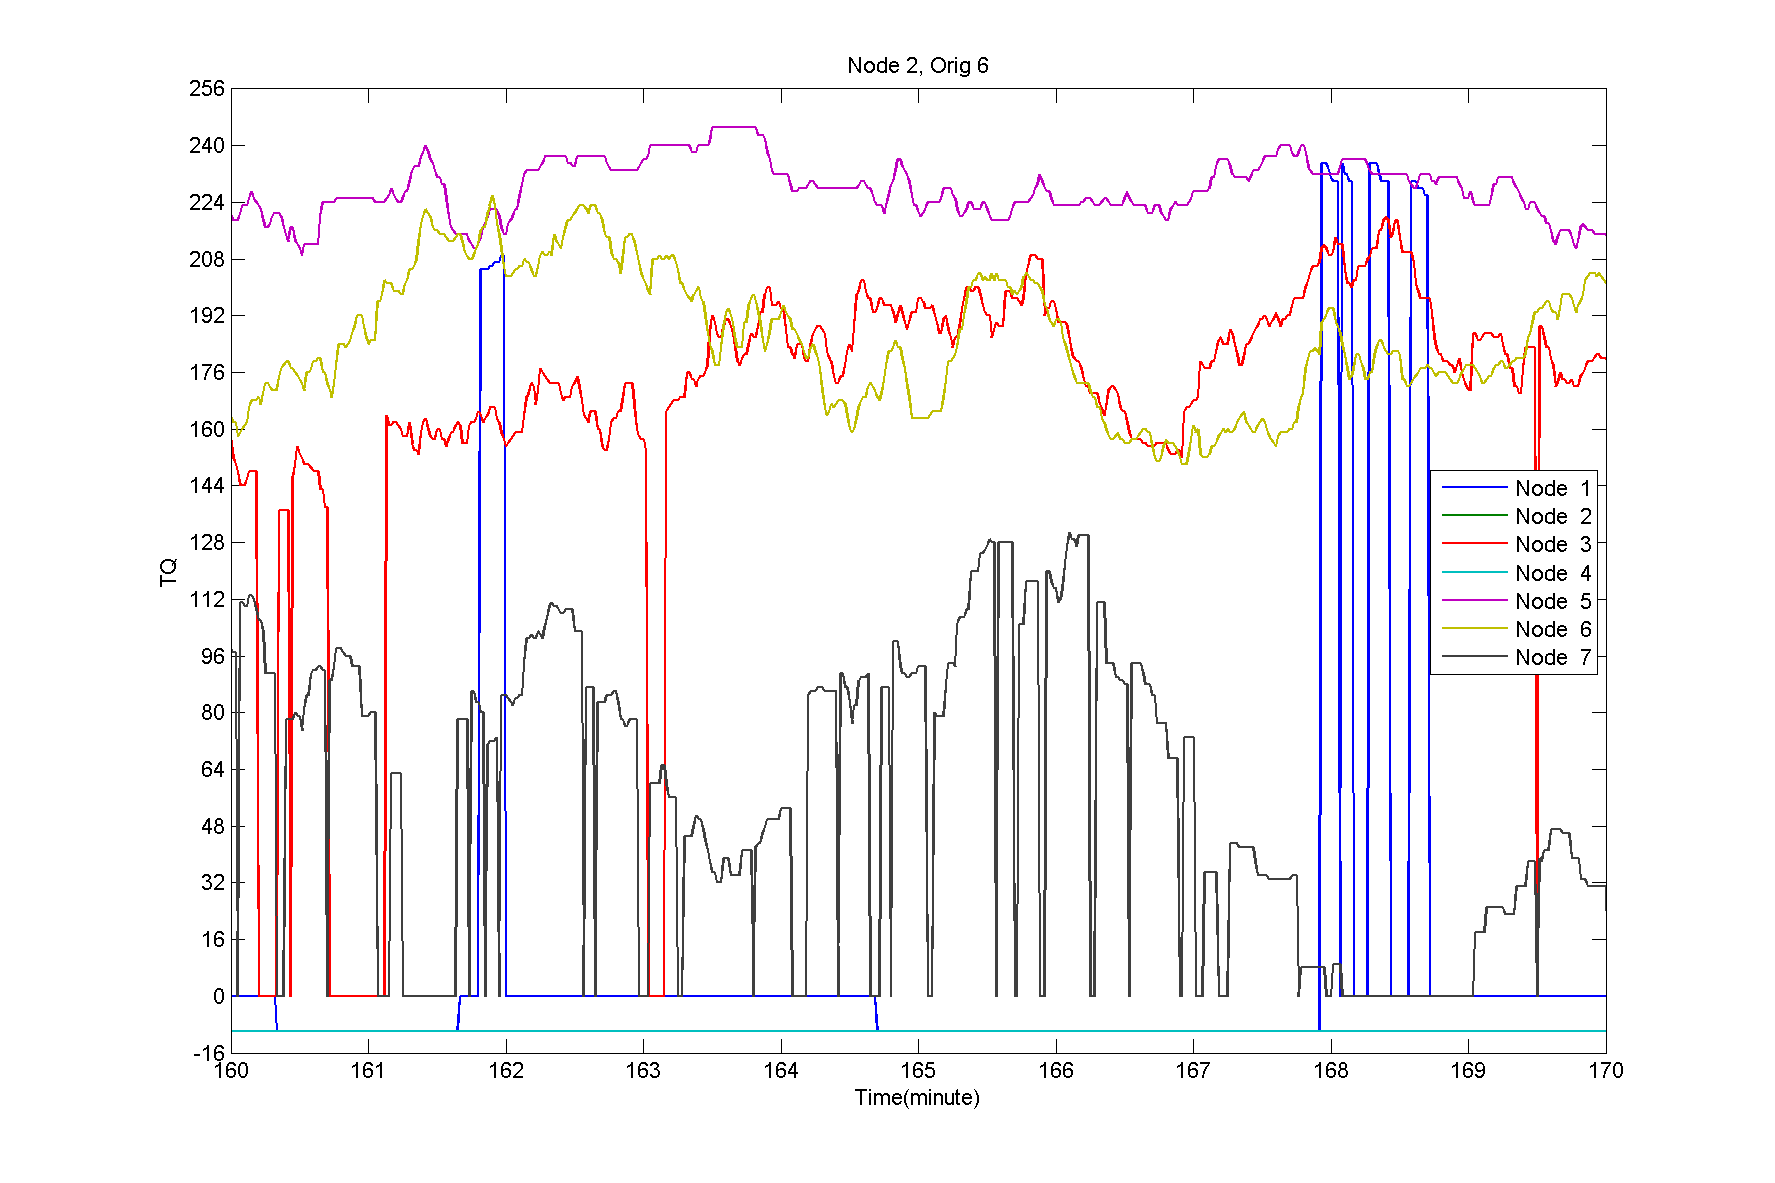 Node 2, Orig 6
256
240
224
208
192
176
160
144
128
112
96
80
64
48
32
16
0
-16
TQ
Node 1
Node 2
Node 3
Node 4
Node 5
Node 6
Node 7
160 161 162 163 164 165 166 167 168 169 170
Time(minute)